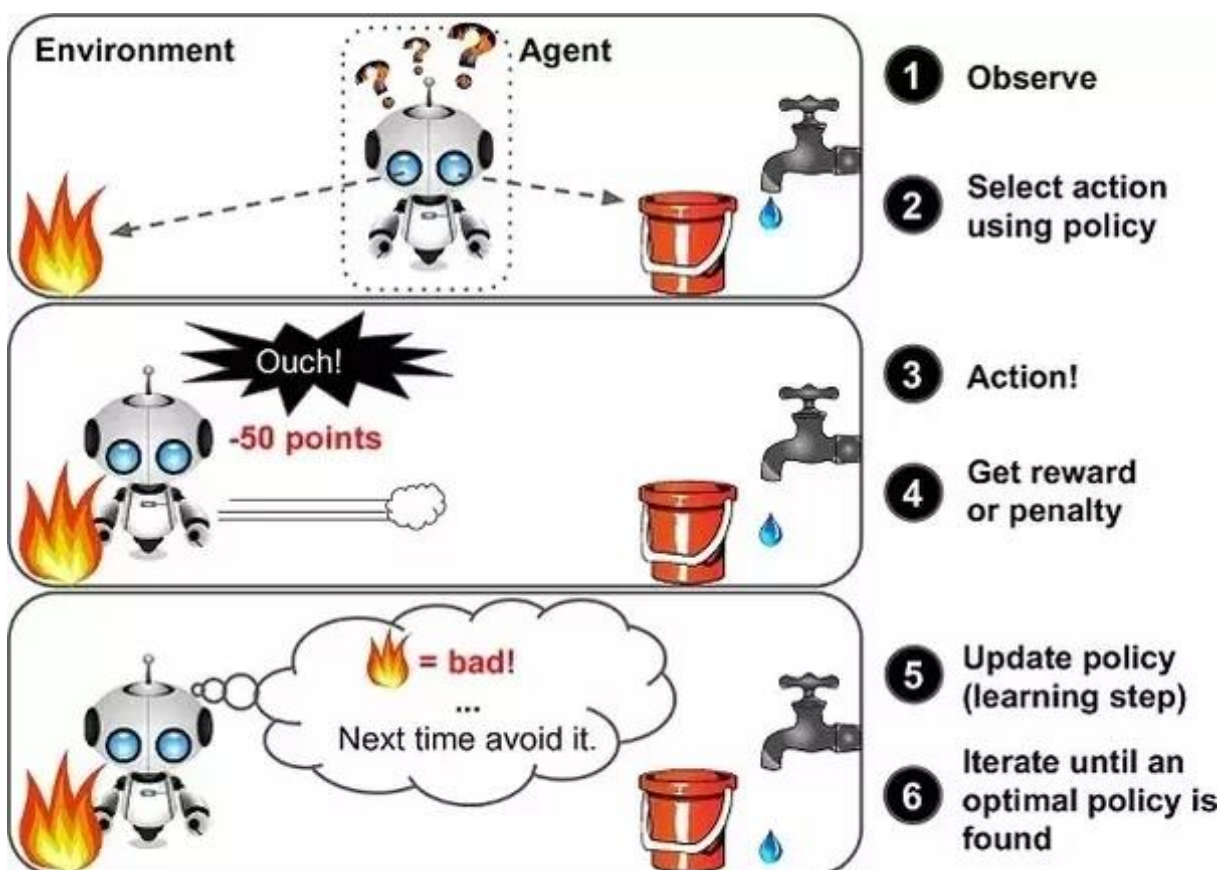 Environment
Agent
? ? ?
1 Observe
2 Select action
using policy
Ouch!
-50 points
3 Action!
4 Get reward
or penalty
= bad!
...
Next time avoid it.
5 Update policy
(learning step)
6 Iterate until an
optimal policy is
found